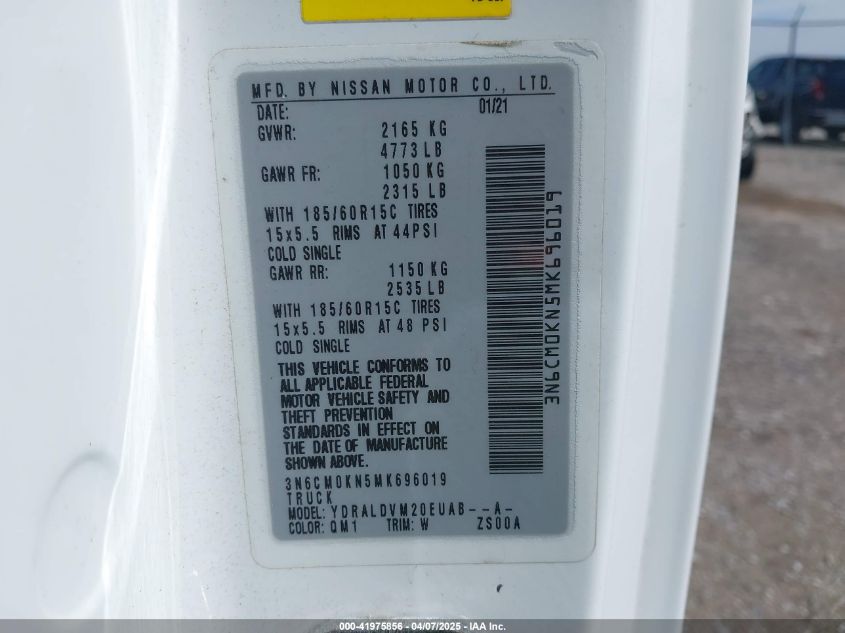 MFD. BY NISSAN MOTOR CO., LTD.
DATE: 01/21
GVWR: 2165 KG
4773 LB
GAWR FR: 1050 KG
2315 LB
WITH 185/60R15C TIRES
15x5.5 RIMS AT 44PSI
COLD SINGLE
GAWR RR: 1150 KG
2535 LB
WITH 185/60R15C TIRES
15x5.5 RIMS AT 48 PSI
COLD SINGLE
THIS VEHICLE CONFORMS TO
ALL APPLICABLE FEDERAL
MOTOR VEHICLE SAFETY AND
THEFT PREVENTION
STANDARDS IN EFFECT ON
THE DATE OF MANUFACTURE
SHOWN ABOVE.
3N6CM0KN5MK696019
TRUCK
MODEL: YDRALDVM20EUAB--A-
COLOR: QM1 TRIM: W ZS00A
3N6CM0KN5MK696019
000-41975856 - 04/07/2025 - IAA Inc.